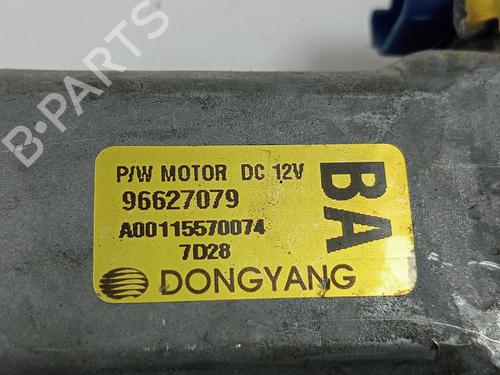 B-PARTS
P/W MOTOR DC 12V
96627079
A00115570074
7D28
BA
DONGYANG